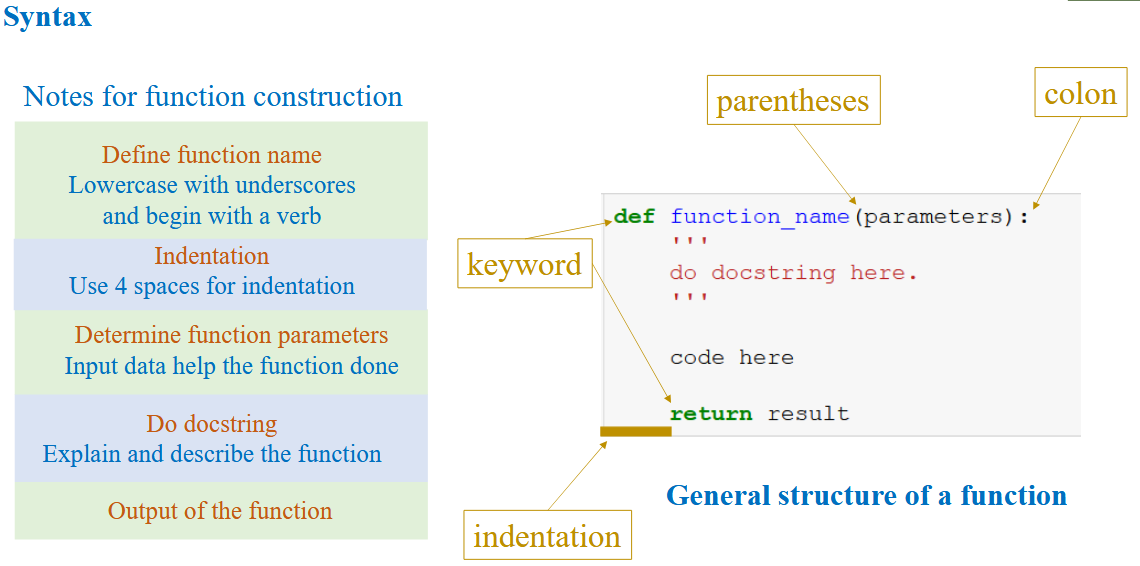 Syntax
Notes for function construction
Define function name
Lowercase with underscores
and begin with a verb
Indentation
Use 4 spaces for indentation
Determine function parameters
Input data help the function done
Do docstring
Explain and describe the function
Output of the function
parentheses
colon
keyword
def function_name(parameters):
'''
do docstring here.
'''
code here
return result
indentation
General structure of a function